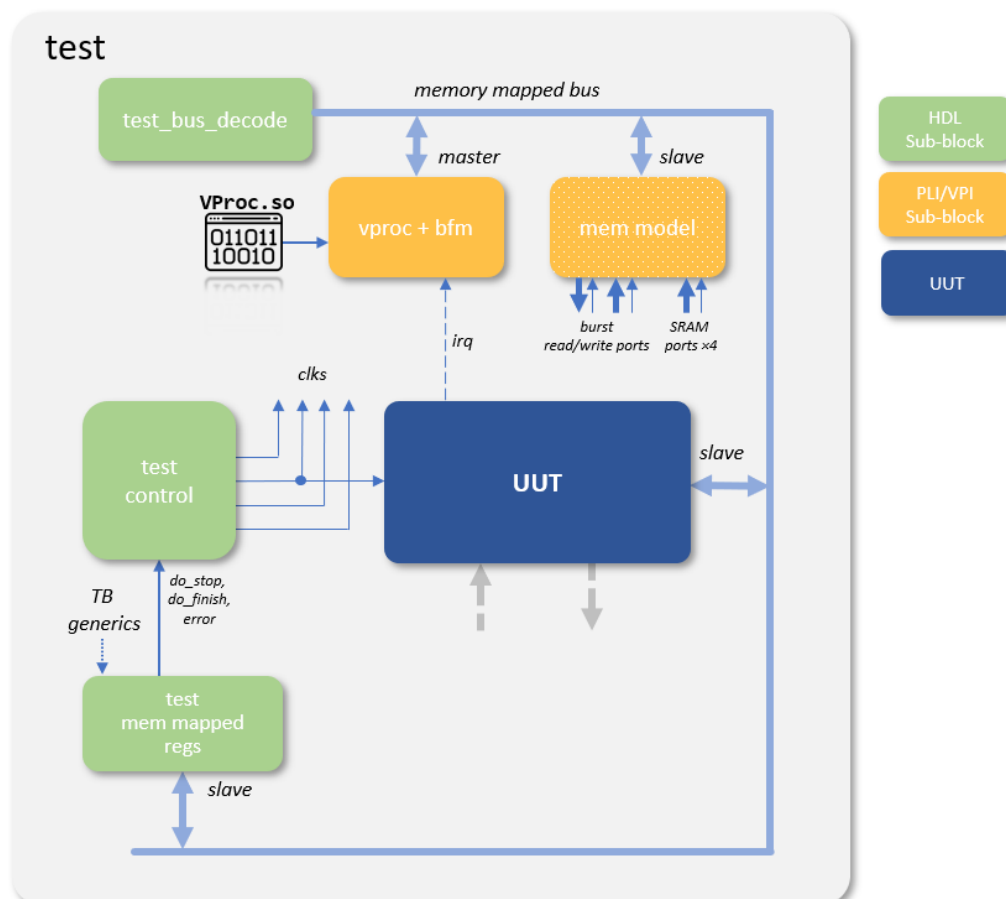 test
test_bus_decode
memory mapped bus
master
slave
VProc.so
011011
10010
vproc + bfm
mem model
burst
read/write ports
SRAM
ports ×4
irq
clks
test
control
UUT
slave
do_stop,
do_finish,
error
TB
generics
test
mem mapped
regs
slave
HDL
Sub-block
PLI/VPI
Sub-block
UUT